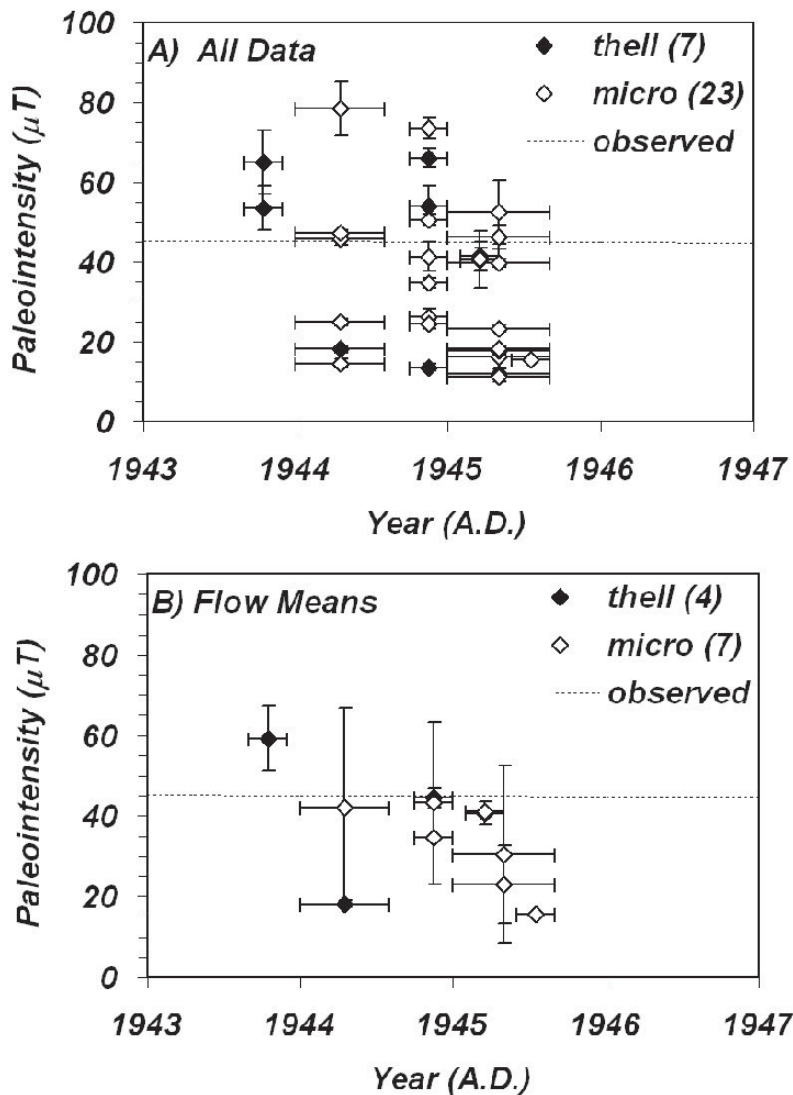 100
A) All Data
thell (7)
micro (23)
observed
80
60
40
20
0
Paleointensity (μT)
1943 1944 1945 1946 1947
Year (A.D.)
100
B) Flow Means
thell (4)
micro (7)
observed
80
60
40
20
0
Paleointensity (μT)
1943 1944 1945 1946 1947
Year (A.D.)